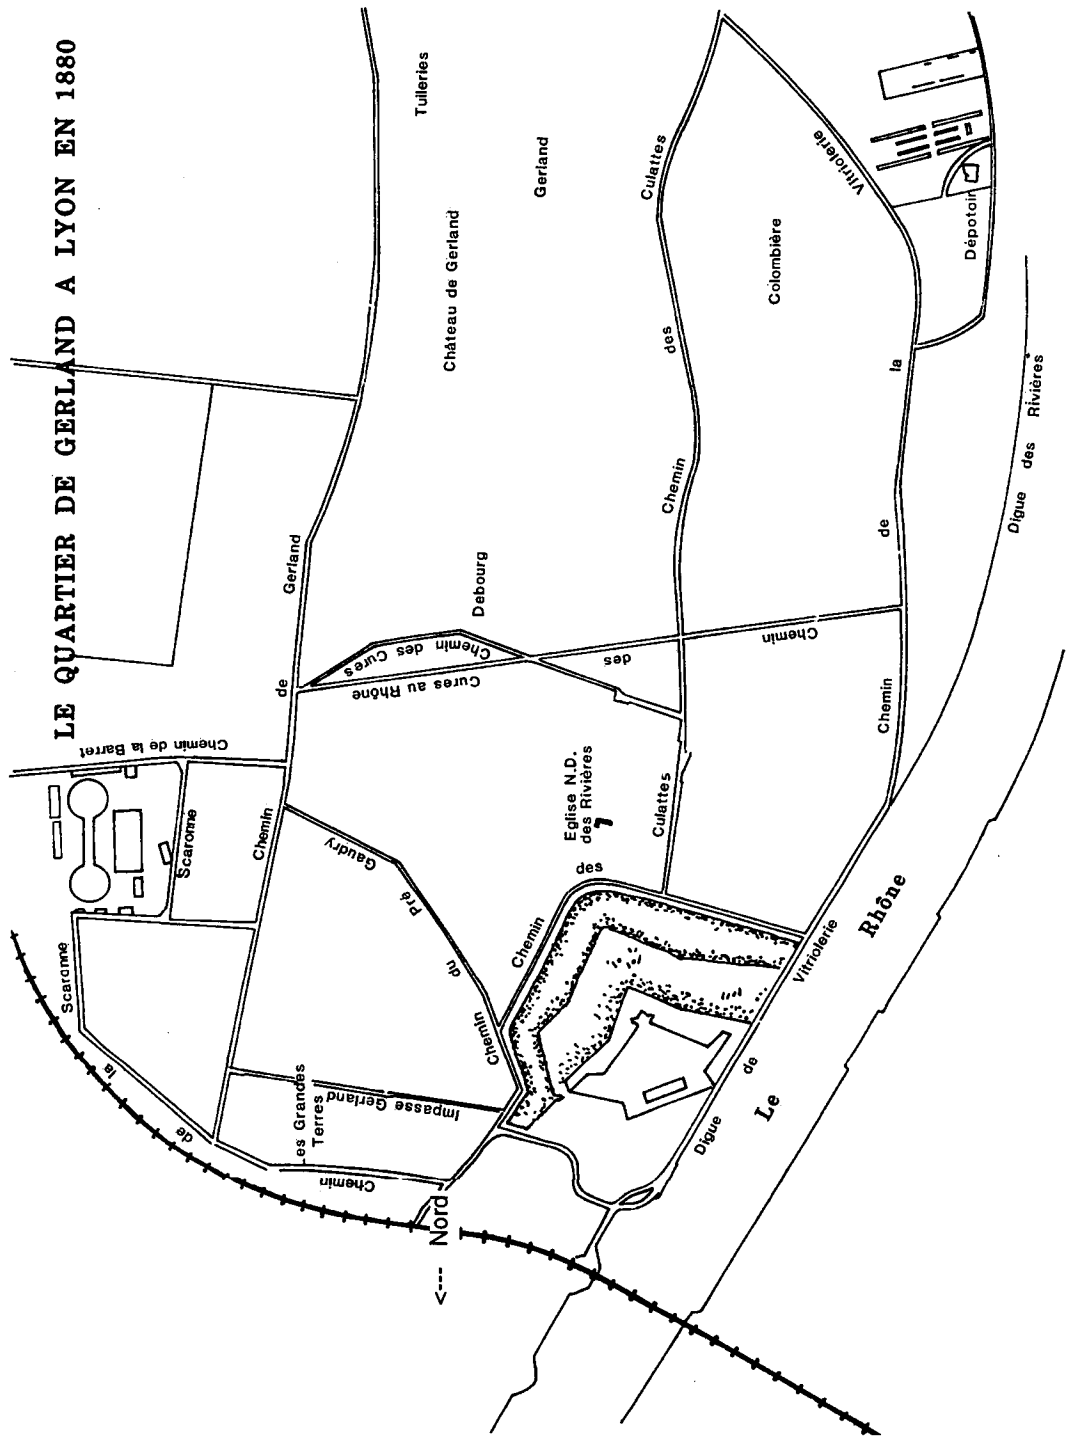 LE QUARTIER DE GERLAND A LYON EN 1880
Tuileries
Château de Gerland
Gerland
Culattes
des
Chemin
Culattes
des
Chemin
Colombière
Vitriolerie
la
de
Chemin
Dépotoir
Digue des Rivières
Gerland
de
Chemin
Debourg
Chemin des Cures
Cures au Rhône
des
Chemin
Chemin de la Barret
Scaronne
Scaronne
la
de
Chemin
Gaudry
Pré
du
Chemin
Eglise N.D.
des Rivières
Les Grandes
Terres
Impasse Gerland
Vitriolerie
de
Digue
Le Rhône
<--- Nord